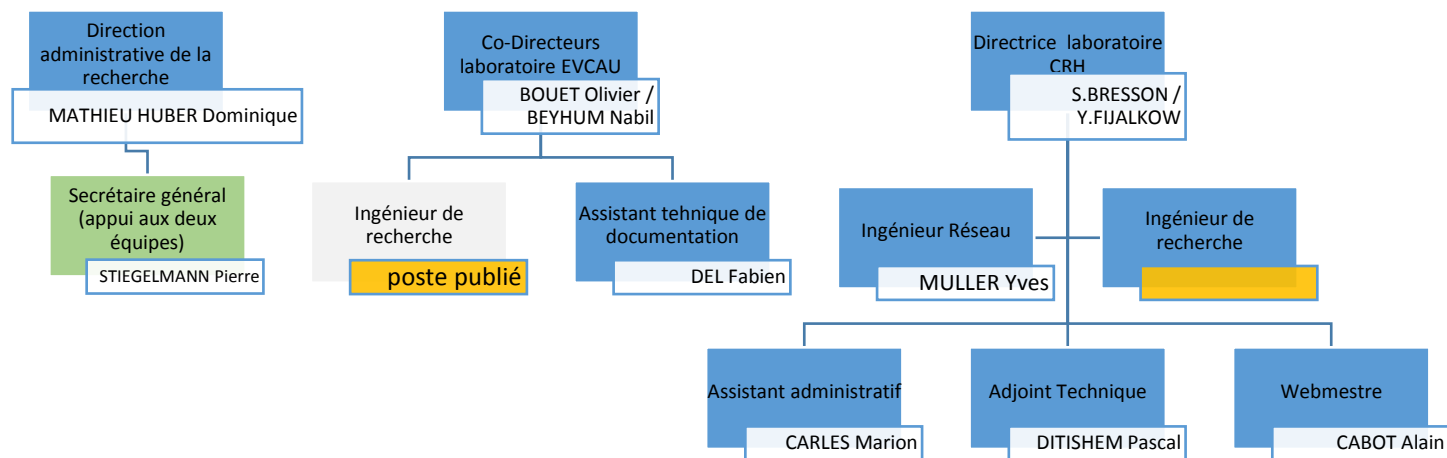 Direction
administrative de la
recherche
MATHIEU HUBER Dominique
Secrétaire général
(appui aux deux
équipes)
STIEGELMANN Pierre
Co-Directeurs
laboratoire EVCAU
BOUET Olivier /
BEYHUM Nabil
Ingénieur de
recherche
poste publié
Assistant tehnique de
documentation
DEL Fabien
Directrice laboratoire
CRH
S.BRESSON /
Y.FIJALKOW
Ingénieur Réseau
MULLER Yves
Ingénieur de
recherche
Assistant administratif
CARLES Marion
Adjoint Technique
DITISHEM Pascal
Webmestre
CABOT Alain